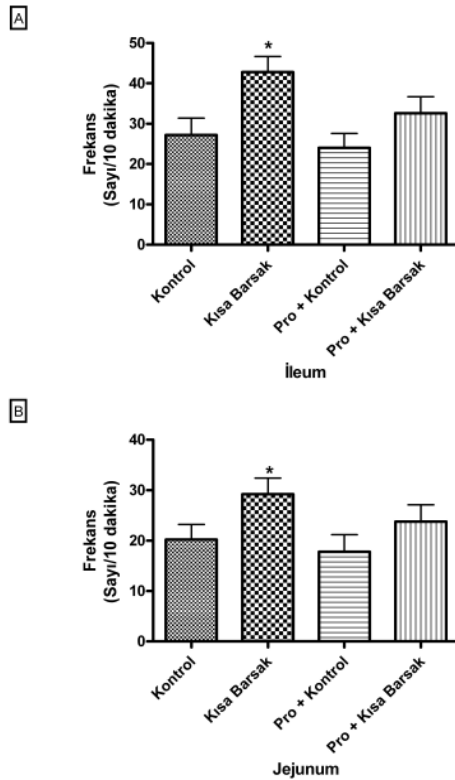 A
Frekans
(Sayı/10 dakika)
50
40
30
20
10
0
*
Kontrol
Kısa Barsak
Pro + Kontrol
Pro + Kısa Barsak
İleum
B
Frekans
(Sayı/10 dakika)
40
30
20
10
0
*
Kontrol
Kısa Barsak
Pro + Kontrol
Pro + Kısa Barsak
Jejunum